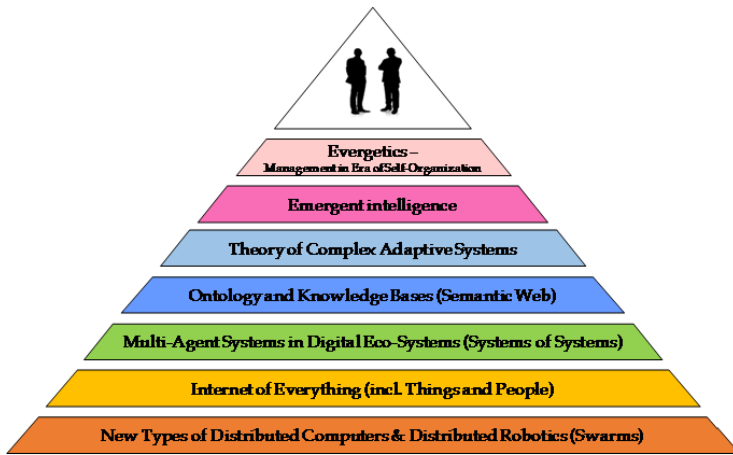 Evergetics –
Management in Era of Self-Organization
Emergent intelligence
Theory of Complex Adaptive Systems
Ontology and Knowledge Bases (Semantic Web)
Multi-Agent Systems in Digital Eco-Systems (Systems of Systems)
Internet of Everything (incl. Things and People)
New Types of Distributed Computers & Distributed Robotics (Swarms)